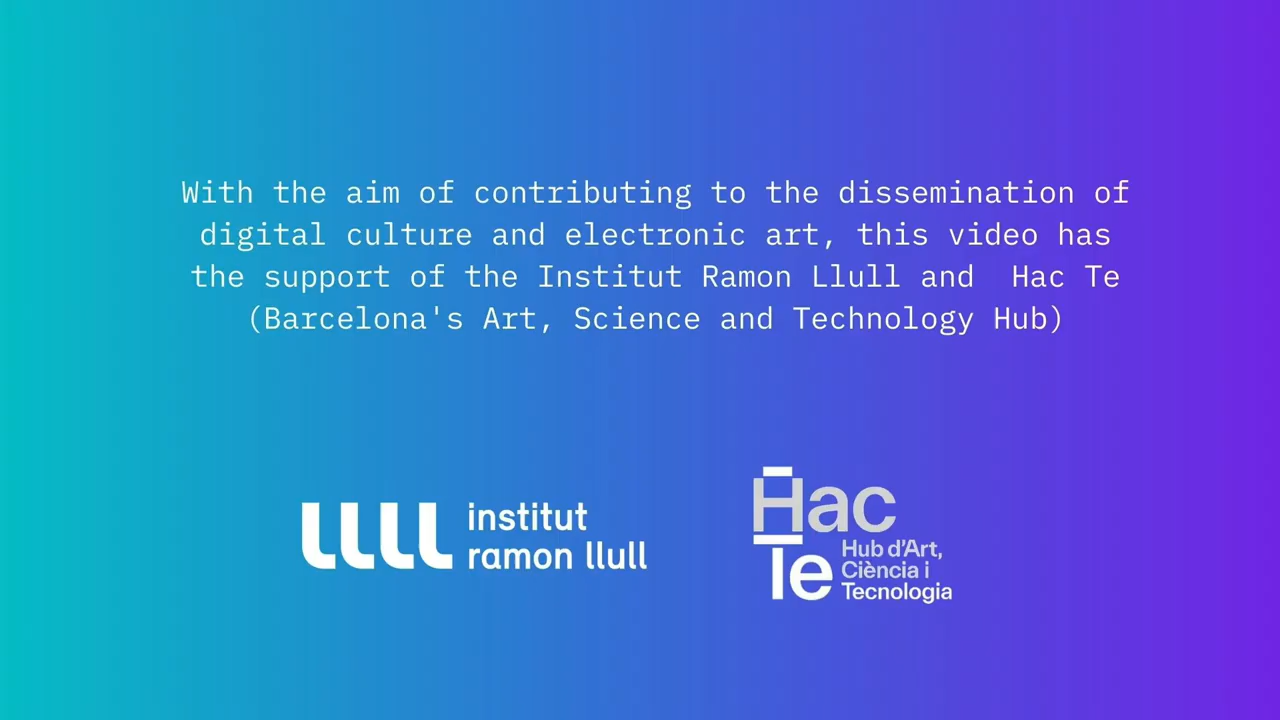 With the aim of contributing to the dissemination of
digital culture and electronic art, this video has
the support of the Institut Ramon Llull and  Hac Te
(Barcelona's Art, Science and Technology Hub)
institut
ramon llull
Hac
Te
Hub d'Art,
Ciència i
Tecnologia